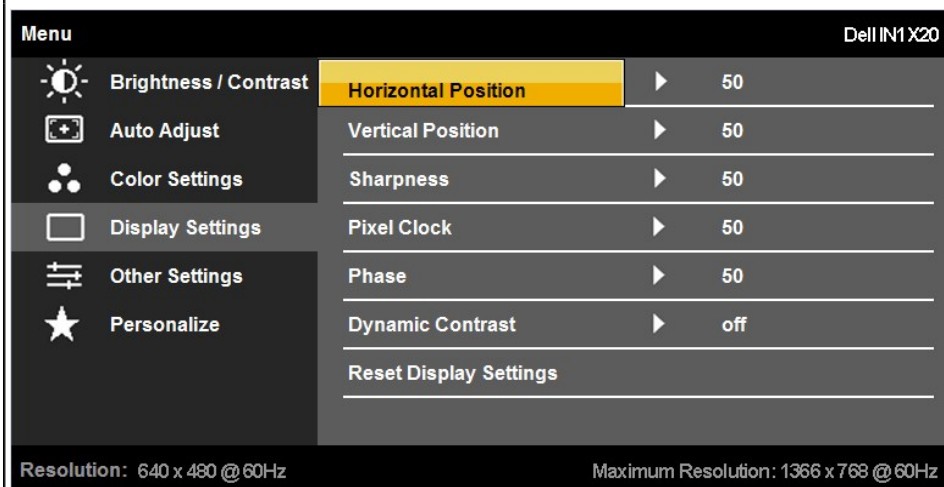 Menu Dell IN1X20
Brightness / Contrast Horizontal Position 50
Auto Adjust Vertical Position 50
Color Settings Sharpness 50
Display Settings Pixel Clock 50
Other Settings Phase 50
Personalize Dynamic Contrast off
Reset Display Settings
Resolution: 640 x 480 @ 60Hz Maximum Resolution: 1366 x 768 @ 60Hz